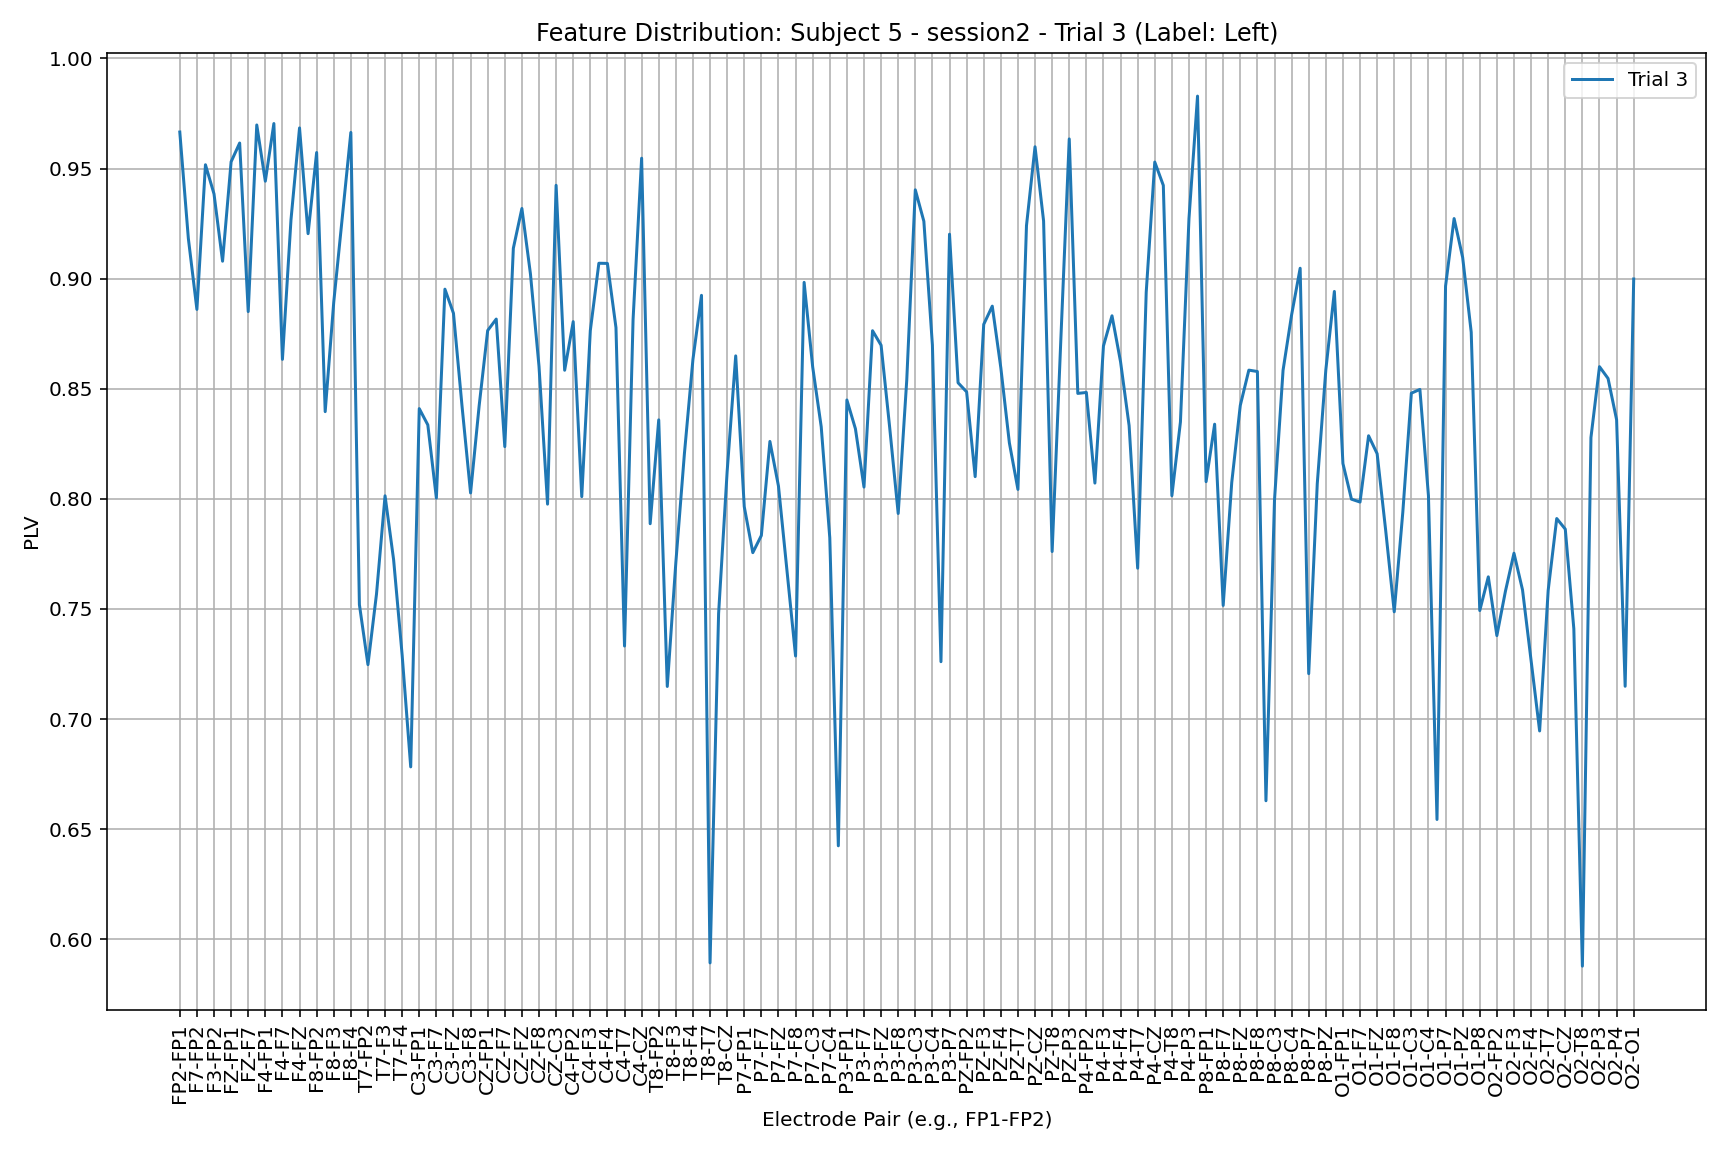 Feature Distribution: Subject 5 - session2 - Trial 3 (Label: Left)
Trial 3
1.00
0.95
0.90
0.85
0.80
0.75
0.70
0.65
0.60
PLV
FP2-FP1
F7-FP2
F3-FP2
FZ-FP1
FZ-F7
F4-FP1
F4-F7
F4-FZ
F8-FP2
F8-F3
F8-F4
T7-FP2
T7-F3
T7-F4
C3-FP1
C3-F7
C3-FZ
C3-F8
CZ-FP1
CZ-F7
CZ-FZ
CZ-F8
CZ-C3
C4-FP2
C4-F3
C4-F4
C4-T7
C4-CZ
T8-FP2
T8-F3
T8-F4
T8-T7
T8-CZ
P7-FP1
P7-F7
P7-FZ
P7-F8
P7-C3
P7-C4
P3-FP1
P3-F7
P3-FZ
P3-F8
P3-C3
P3-C4
P3-P7
PZ-FP2
PZ-F3
PZ-F4
PZ-T7
PZ-CZ
PZ-T8
PZ-P3
P4-FP2
P4-F3
P4-F4
P4-T7
P4-CZ
P4-T8
P4-P3
P8-FP1
P8-F7
P8-FZ
P8-F8
P8-C3
P8-C4
P8-P7
P8-PZ
O1-FP1
O1-F7
O1-FZ
O1-F8
O1-C3
O1-C4
O1-P7
O1-PZ
O1-P8
O2-FP2
O2-F3
O2-F4
O2-T7
O2-CZ
O2-T8
O2-P3
O2-P4
O2-O1
Electrode Pair (e.g., FP1-FP2)